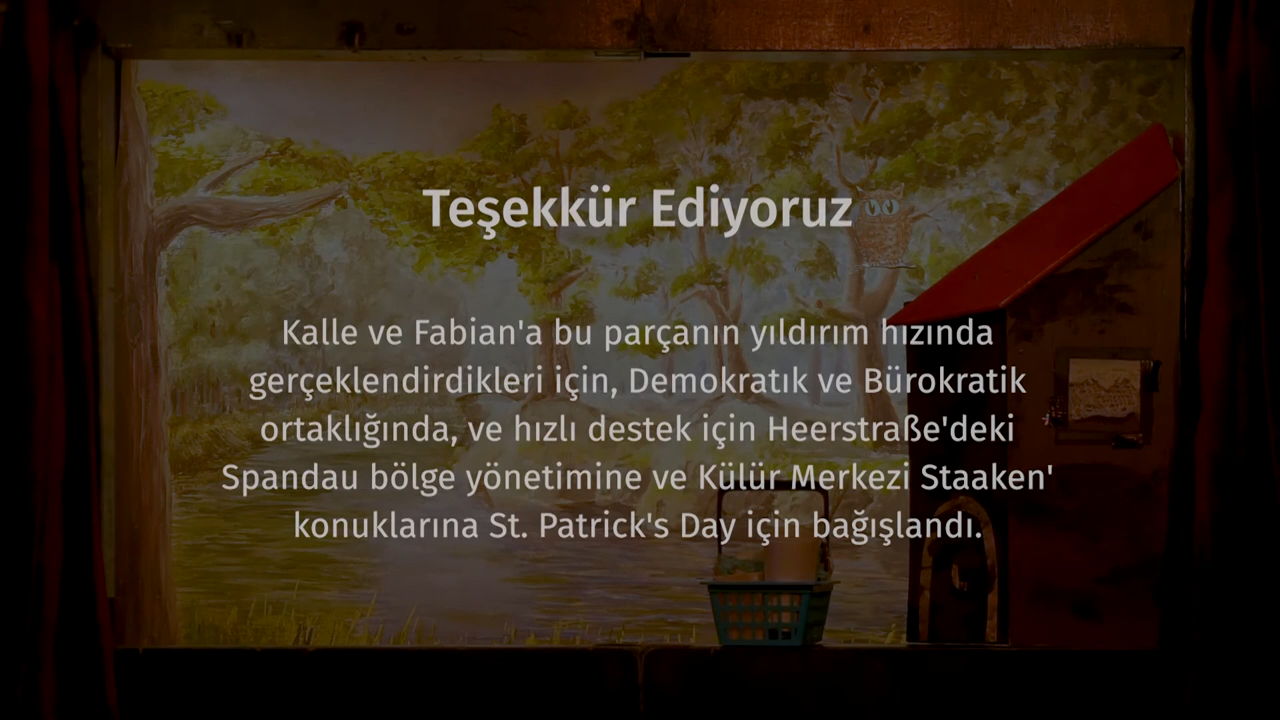 Teşekkür Ediyoruz
Kalle ve Fabian'a bu parçanın yıldırım hızında
gerçeklendirdikleri için, Demokratık ve Bürokratik
ortaklığında, ve hızlı destek için Heerstraße'deki
Spandau bölge yönetimine ve Külür Merkezi Staaken'
konuklarına St. Patrick's Day için bağışlandı.